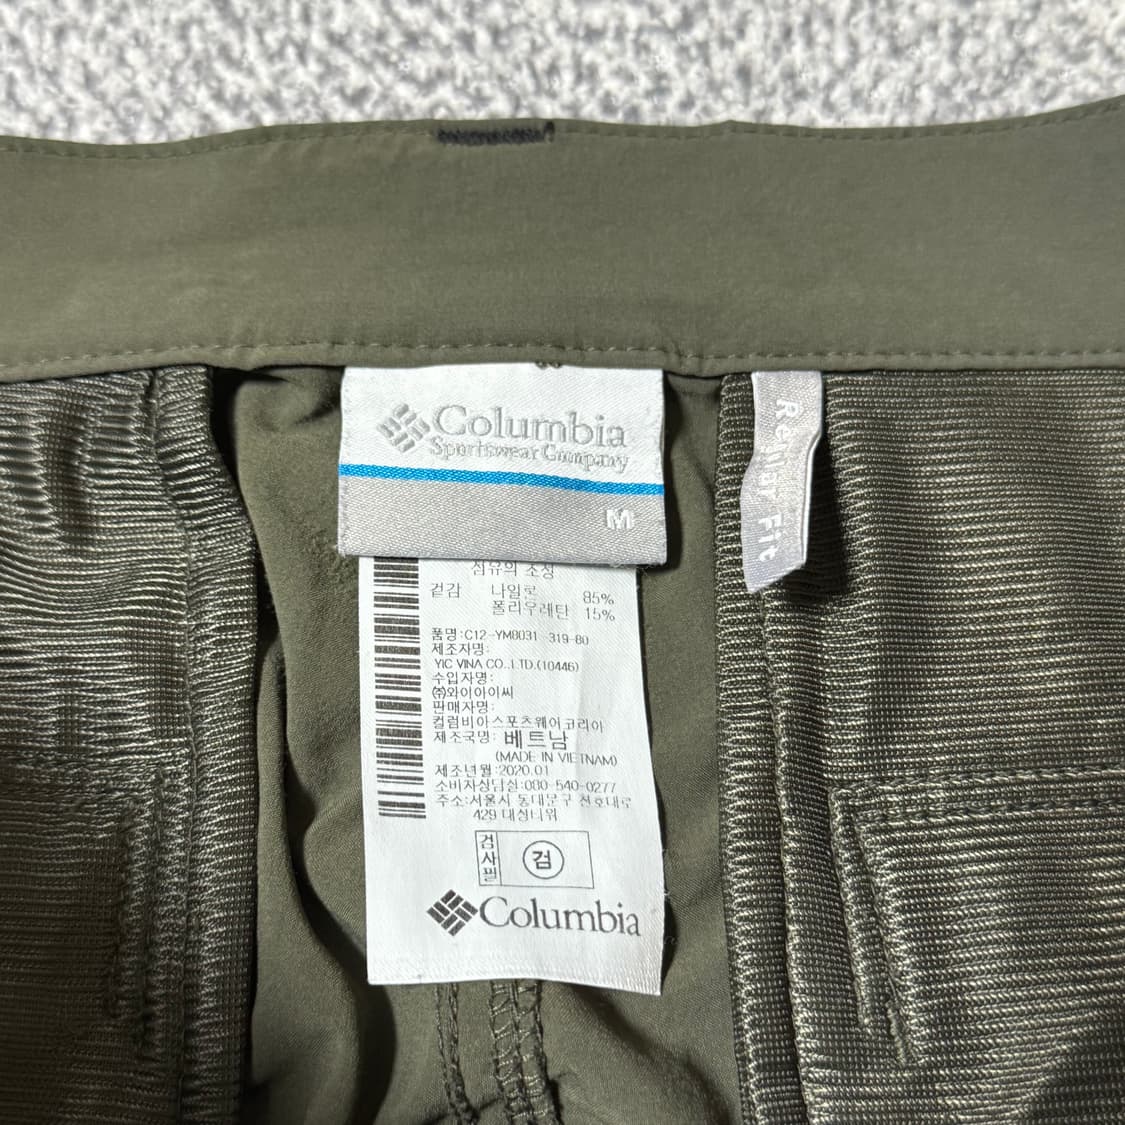 Columbia
Sportswear Company
M
Regular Fit
섬유의 조성
겉감 나일론 85%
폴리우레탄 15%
품명:C12-YM8031 319-80
제조자명:
YIC VINA CO.,LTD.(10446)
수입자명:
㈜와이아이씨
판매자명:
컬럼비아스포츠웨어코리아
제조국명: 베트남
(MADE IN VIETNAM)
제조년월:2020.01
소비자상담실:080-540-0277
주소:서울시 동대문구 천호대로
429 대성타워
검사필
검
Columbia